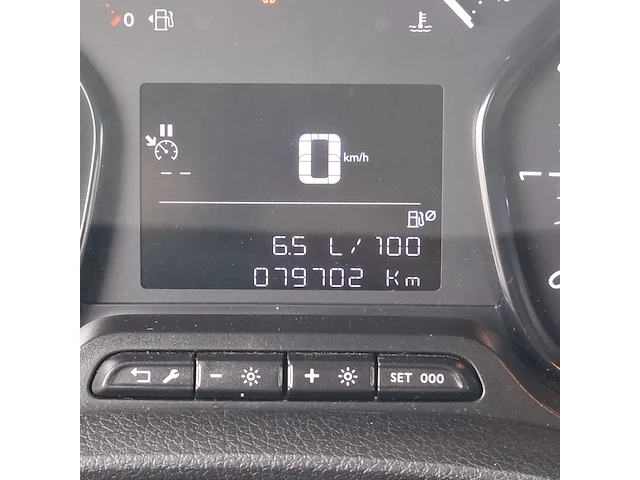 0
0 km/h
-- --
6.5 L/100
079702 Km
- + SET 000